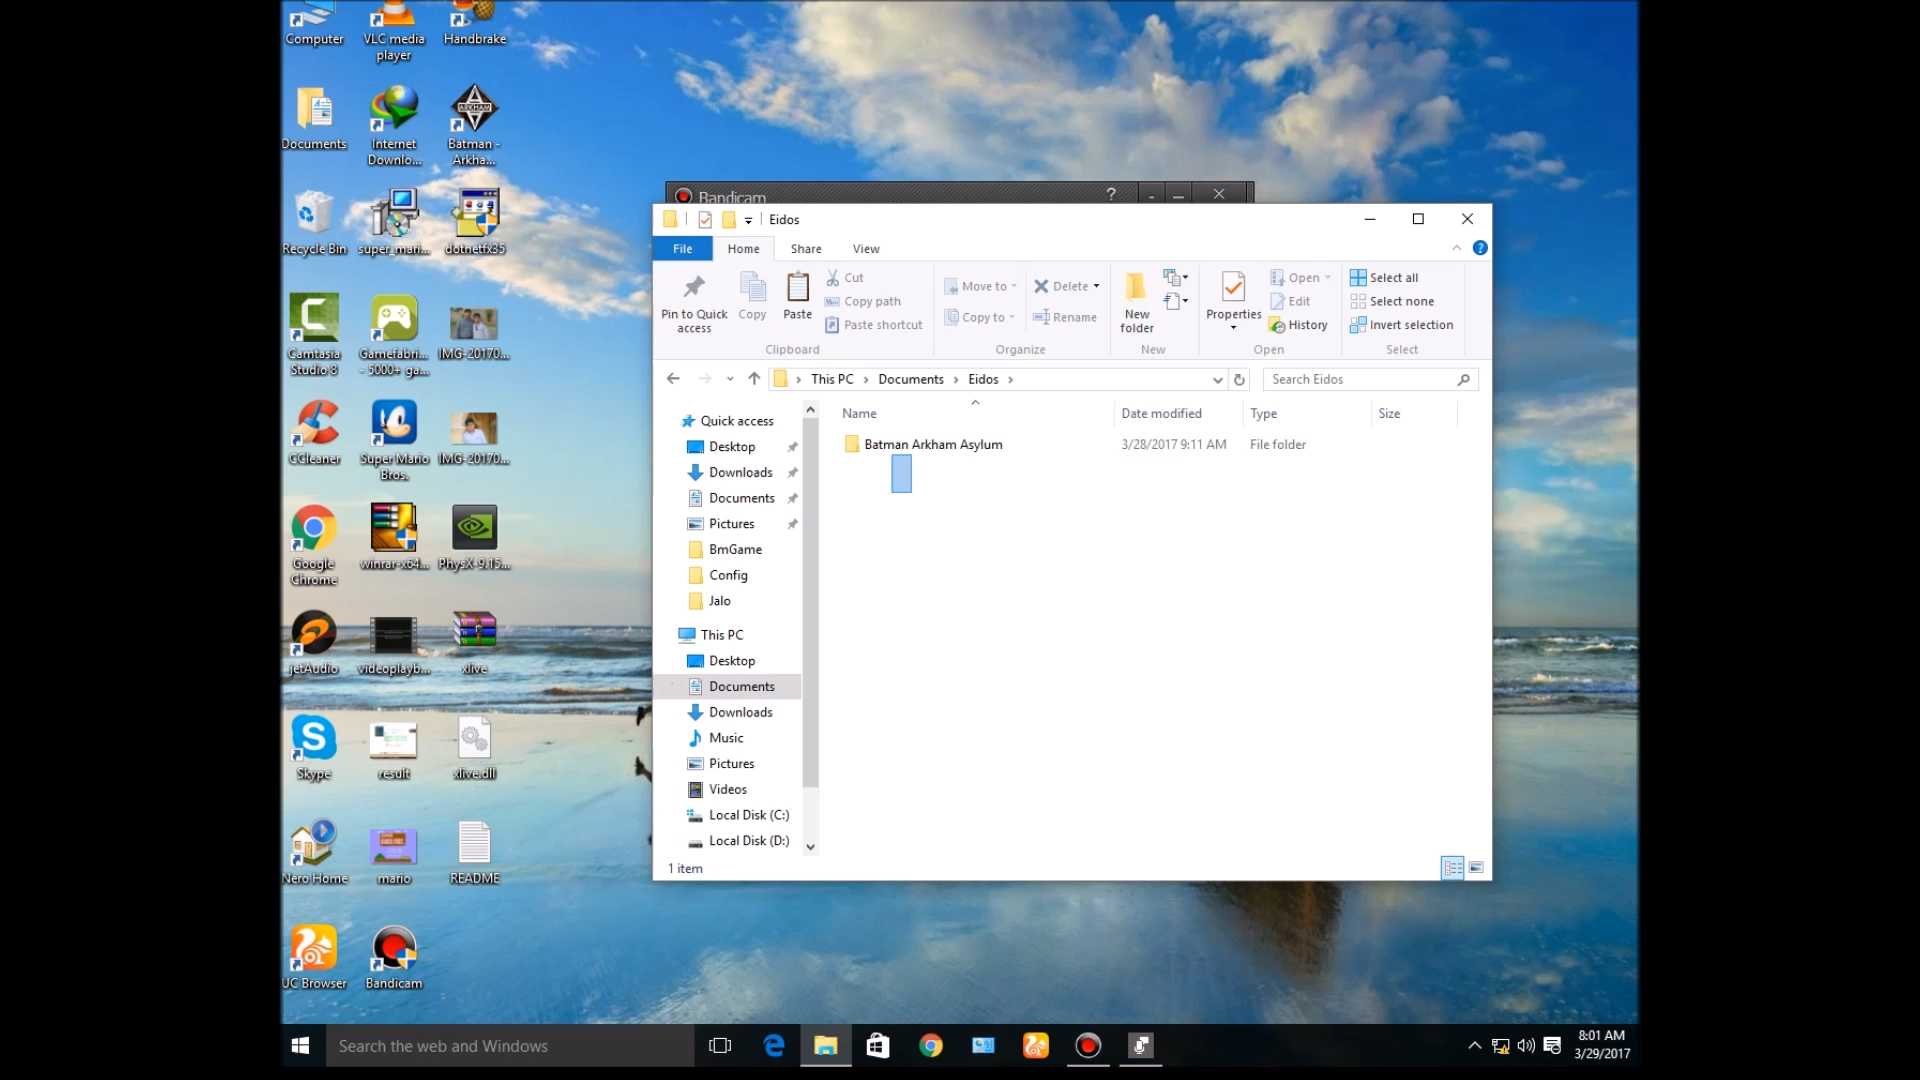 Computer
VLC media
player
Handbrake
Documents
Internet
Downlo...
Batman -
Arkha...
Recycle Bin
super_mari...
dotnetfx35
Camtasia
Studio 8
Gamefabri...
- 5000+ ga...
IMG-20170...
CCleaner
Super Mario
Bros.
IMG-20170...
Google
Chrome
winrar-x64...
PhysX-9.15...
jetAudio
videoplayb...
xlive
Skype
result
xlive.dll
Nero Home
mario
README
UC Browser
Bandicam
Bandicam
Eidos
File Home Share View
Pin to Quick
access
Copy
Paste
Cut
Copy path
Paste shortcut
Clipboard
Move to
Copy to
Delete
Rename
Organize
New
folder
New
Properties
Open
Edit
History
Open
Select all
Select none
Invert selection
Select
This PC > Documents > Eidos >
Search Eidos
Quick access
Desktop
Downloads
Documents
Pictures
BmGame
Config
Jalo
This PC
Desktop
Documents
Downloads
Music
Pictures
Videos
Local Disk (C:)
Local Disk (D:)
Name Date modified Type Size
Batman Arkham Asylum 3/28/2017 9:11 AM File folder
1 item
Search the web and Windows
8:01 AM
3/29/2017